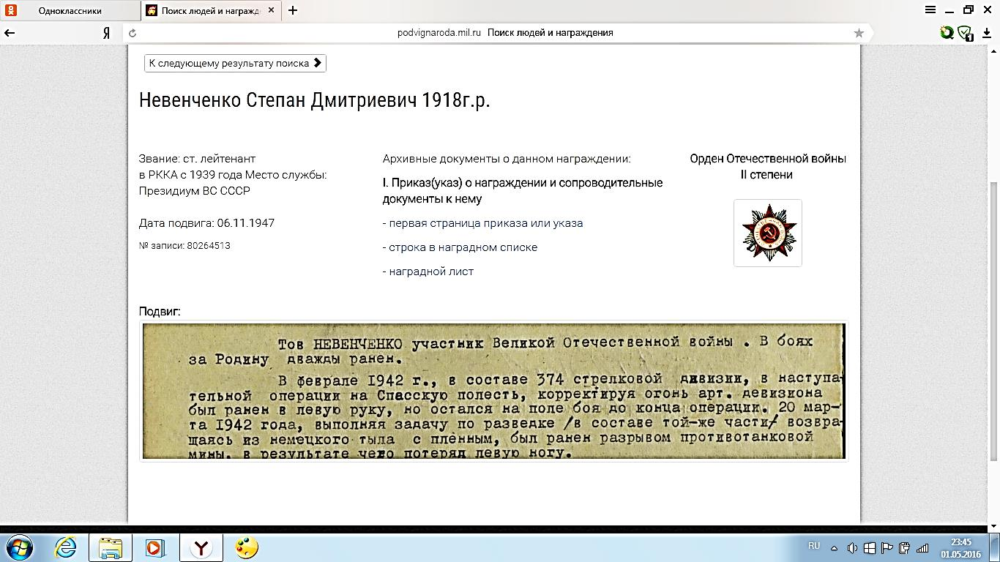 Одноклассники
Поиск людей и награжд
Я
podvignaroda.mil.ru Поиск людей и награждения
1
К следующему результату поиска
Невенченко Степан Дмитриевич 1918г.р.
Звание: ст. лейтенант
в РККА с 1939 года Место службы:
Президиум ВС СССР
Дата подвига: 06.11.1947
№ записи: 80264513
Архивные документы о данном награждении:
I. Приказ(указ) о награждении и сопроводительные
документы к нему
- первая страница приказа или указа
- строка в наградном списке
- наградной лист
Орден Отечественной войны
II степени
Подвиг:
Тов НЕВЕНЧЕНКО участник Великой Отечественной войны . В боях
за Родину дважды ранен.
В феврале 1942 г., в составе 374 стрелковой дивизии, в наступа-
тельной операции на Спасскую полесть, корректируя огонь арт. девизиона
был ранен в левую руку, но остался на поле боя до конца операции. 20 мар-
та 1942 года, выполняя задачу по разведке /в составе той-же части/ возвра-
щаясь из немецкого тыла с пленным, был ранен разрывом противотанковой
мины, в результате чего потерял левую ногу.
RU
23:45
01.05.2016